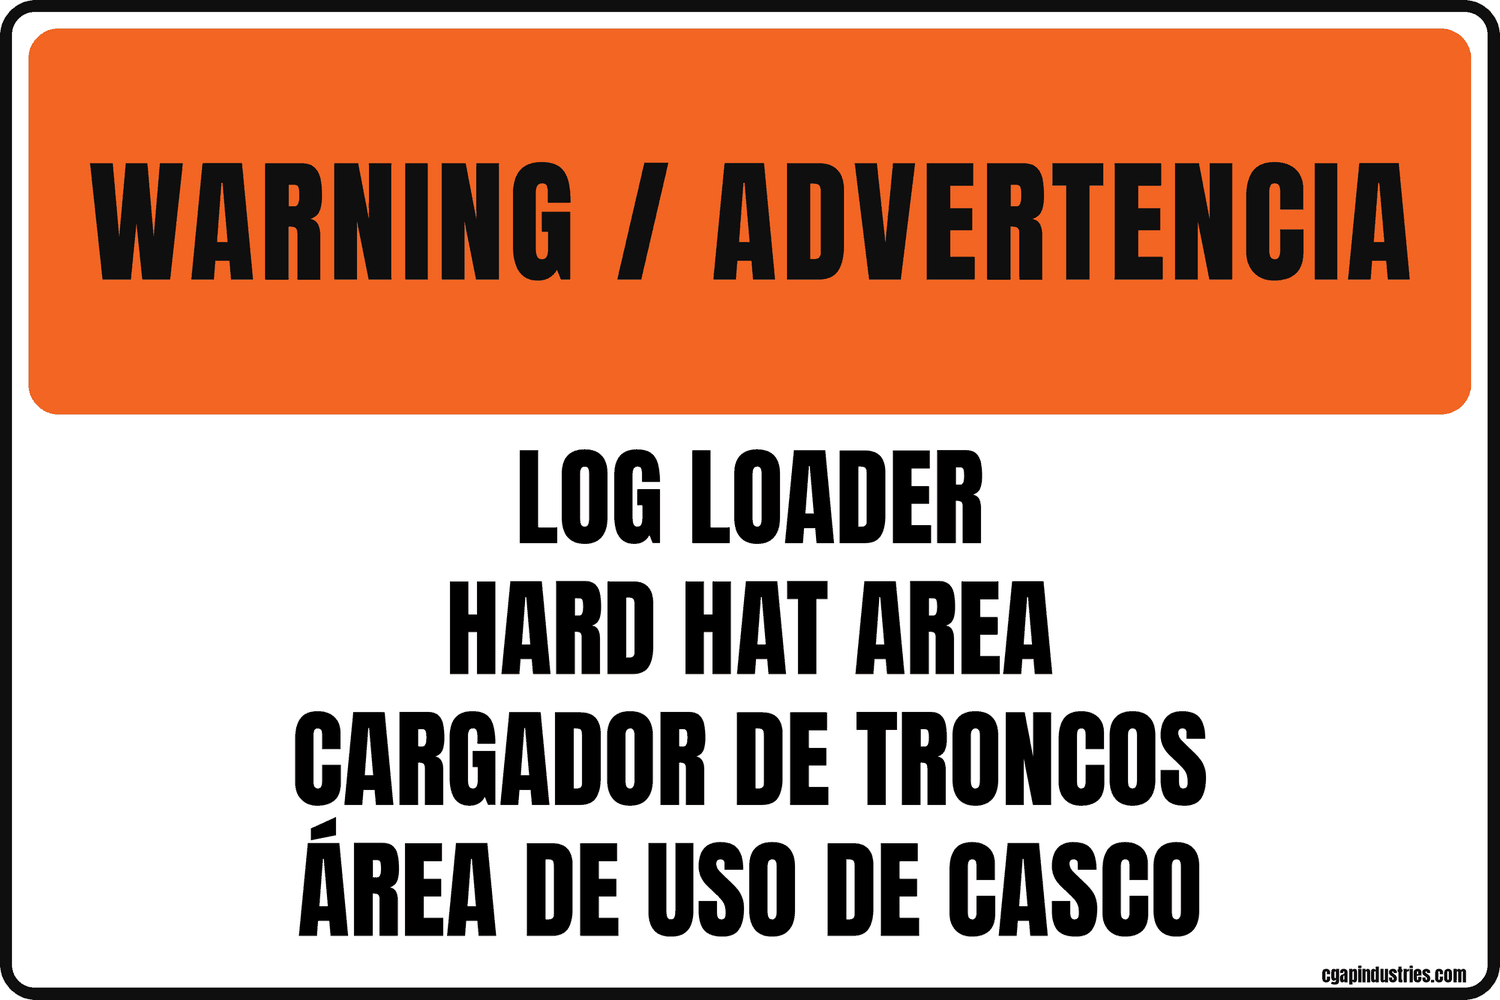 WARNING / ADVERTENCIA
LOG LOADER
HARD HAT AREA
CARGADOR DE TRONCOS
ÁREA DE USO DE CASCO
cgapindustries.com